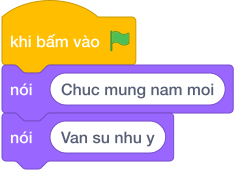 khi bấm vào
nói Chuc mung nam moi
nói Van su nhu y